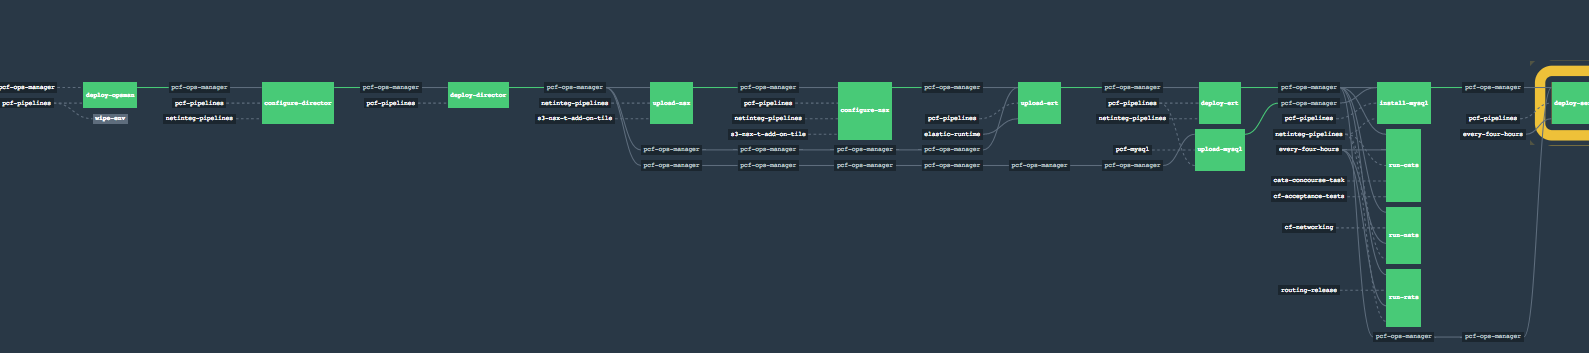 pcf-ops-manager
pcf-pipelines
deploy-opsman
wipe-env
pcf-ops-manager
pcf-pipelines
netinteg-pipelines
configure-director
pcf-ops-manager
pcf-pipelines
deploy-director
pcf-ops-manager
netinteg-pipelines
s3-nsx-t-add-on-tile
upload-nsx
pcf-ops-manager
pcf-ops-manager
pcf-ops-manager
pcf-pipelines
netinteg-pipelines
s3-nsx-t-add-on-tile
pcf-ops-manager
pcf-ops-manager
configure-nsx
pcf-ops-manager
pcf-ops-manager
pcf-ops-manager
pcf-pipelines
elastic-runtime
pcf-ops-manager
pcf-ops-manager
upload-ert
pcf-ops-manager
pcf-ops-manager
pcf-pipelines
netinteg-pipelines
pcf-mysql
pcf-ops-manager
deploy-ert
upload-mysql
pcf-ops-manager
pcf-ops-manager
pcf-pipelines
netinteg-pipelines
every-four-hours
cats-concourse-task
cf-acceptance-tests
cf-networking
routing-release
install-mysql
run-cats
run-nats
run-rats
pcf-ops-manager
pcf-ops-manager
pcf-pipelines
every-four-hours
pcf-ops-manager